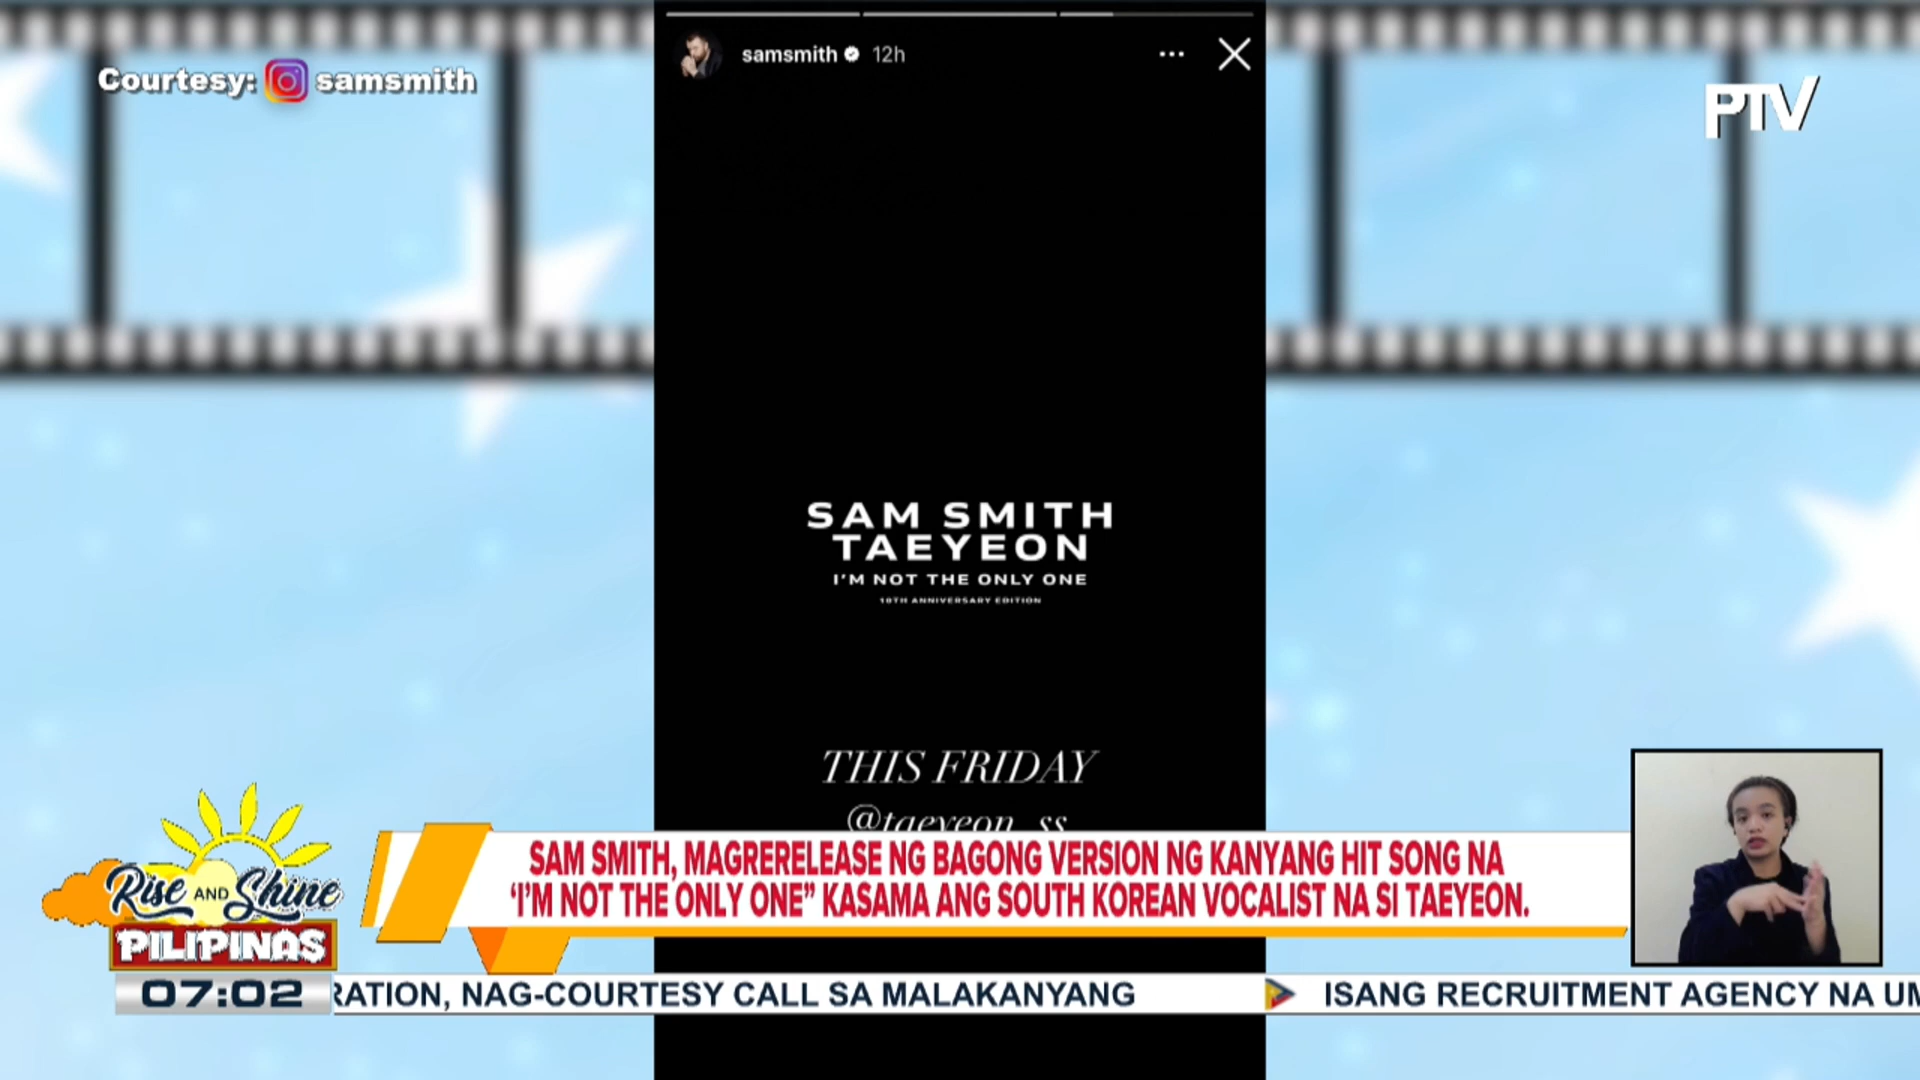 Courtesy: samsmith
samsmith 12h
PTV
SAM SMITH
TAEYEON
I'M NOT THE ONLY ONE
10TH ANNIVERSARY EDITION
THIS FRIDAY
@taeyeon_ss
SAM SMITH, MAGRERELEASE NG BAGONG VERSION NG KANYANG HIT SONG NA
‘I'M NOT THE ONLY ONE” KASAMA ANG SOUTH KOREAN VOCALIST NA SI TAEYEON.
Rise AND Shine
PILIPINAS
07:02
RATION, NAG-COURTESY CALL SA MALAKANYANG ISANG RECRUITMENT AGENCY NA UM